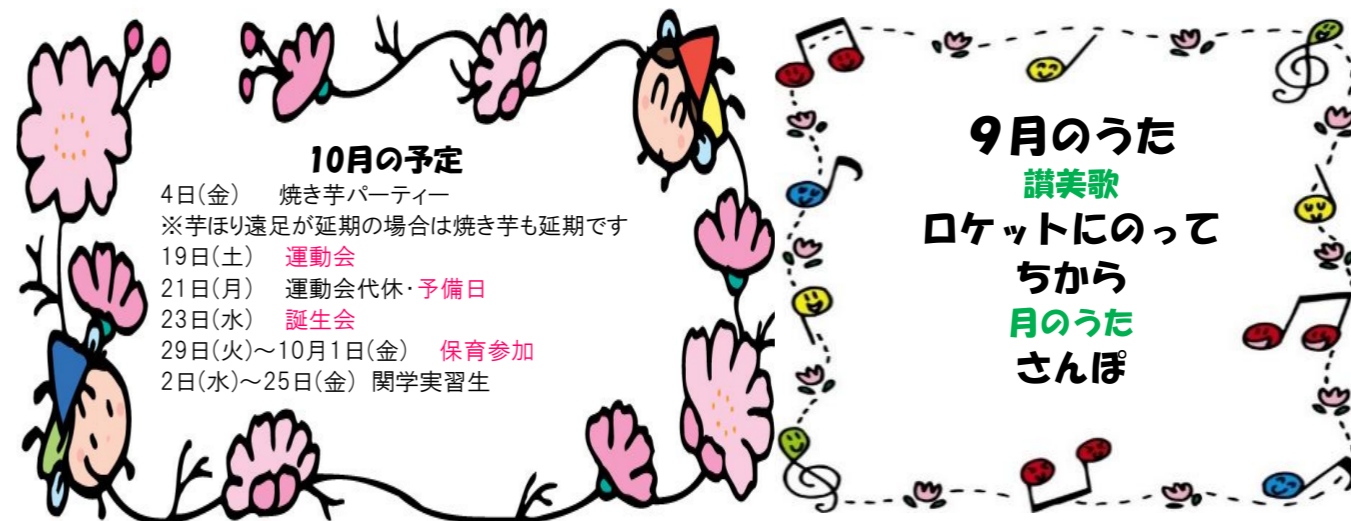 10月の予定
4日(金)　焼き芋パーティー
※芋ほり遠足が延期の場合は焼き芋も延期です
19日(土)　運動会
21日(月)　運動会代休・予備日
23日(水)　誕生会
29日(火)～10月1日(金)　保育参加
2日(水)～25日(金) 関学実習生
９月のうた
讃美歌
ロケットにのって
ちから
月のうた
さんぽ